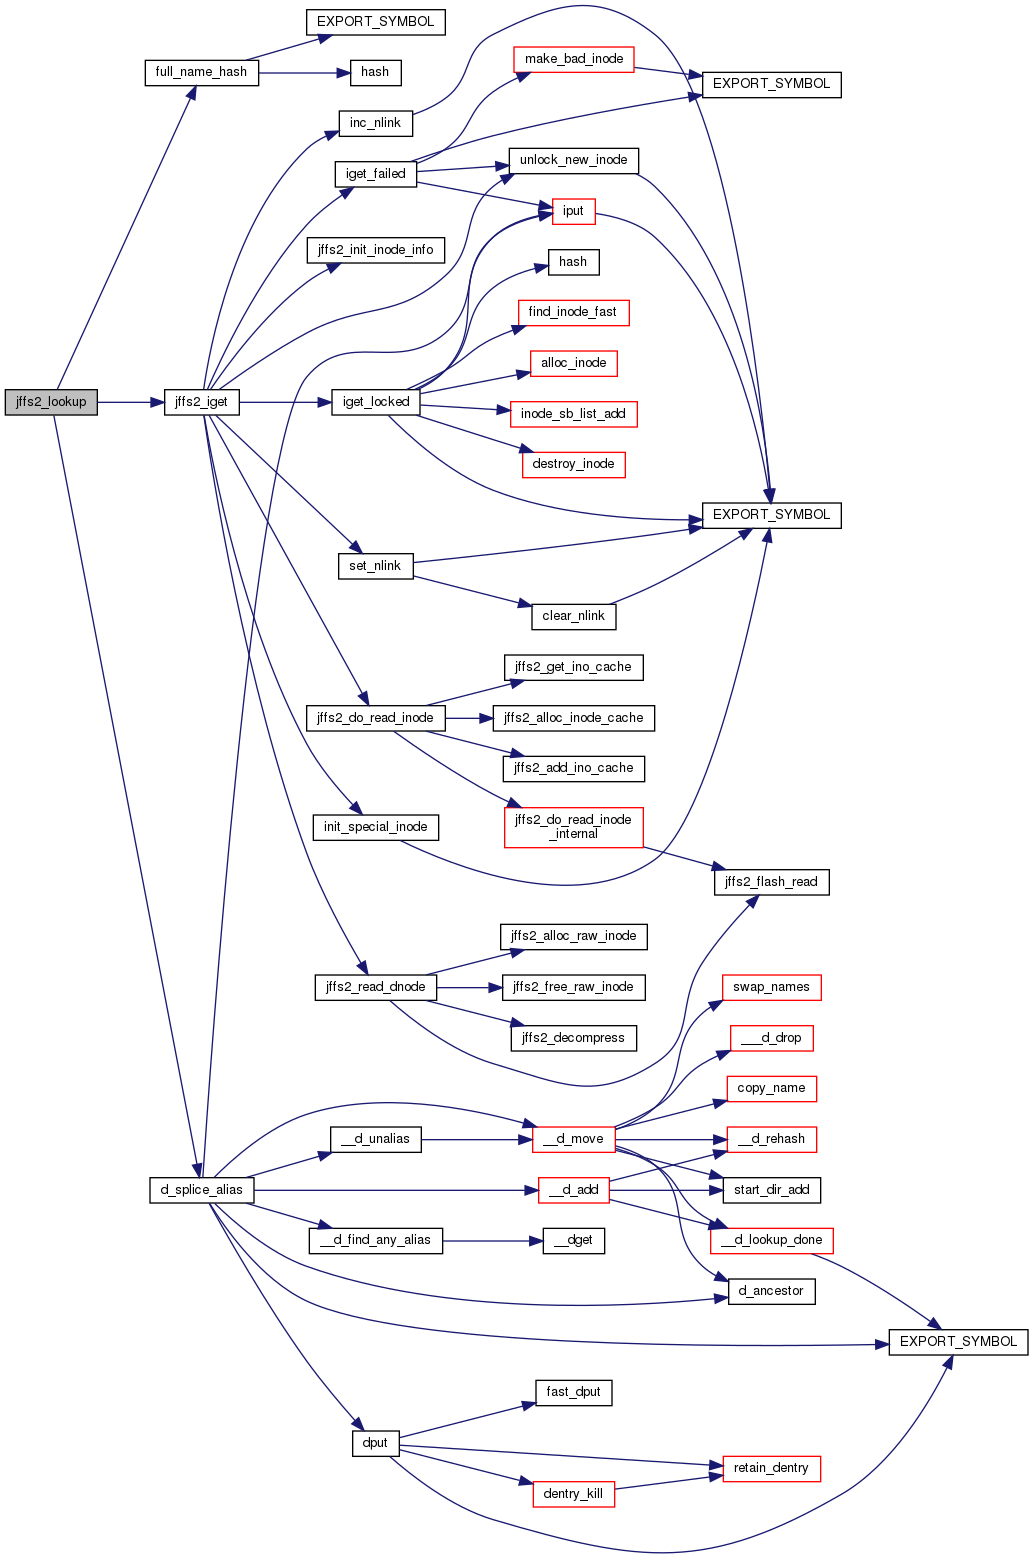 EXPORT_SYMBOL
full_name_hash
hash
make_bad_inode
EXPORT_SYMBOL
inc_nlink
iget_failed
unlock_new_inode
iput
jffs2_init_inode_info
hash
find_inode_fast
alloc_inode
jffs2_lookup
jffs2_iget
iget_locked
inode_sb_list_add
destroy_inode
EXPORT_SYMBOL
set_nlink
clear_nlink
jffs2_get_ino_cache
jffs2_do_read_inode
jffs2_alloc_inode_cache
jffs2_add_ino_cache
jffs2_do_read_inode
_internal
init_special_inode
jffs2_flash_read
jffs2_alloc_raw_inode
jffs2_read_dnode
jffs2_free_raw_inode
swap_names
jffs2_decompress
___d_drop
copy_name
__d_unalias
__d_move
__d_rehash
d_splice_alias
__d_add
start_dir_add
__d_find_any_alias
__dget
__d_lookup_done
d_ancestor
EXPORT_SYMBOL
fast_dput
dput
retain_dentry
dentry_kill